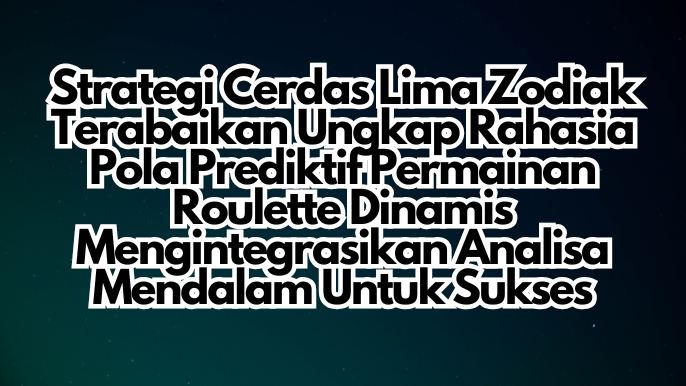 Strategi Cerdas Lima Zodiak
Terabaikan Ungkap Rahasia
Pola Prediktif Permainan
Roulette Dinamis
Mengintegrasikan Analisa
Mendalam Untuk Sukses